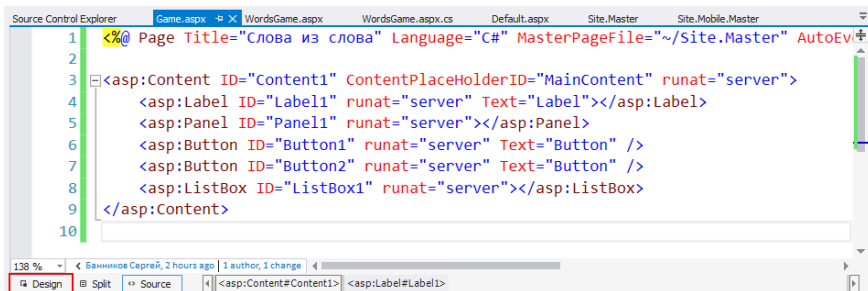 Source Control Explorer Game.aspx WordsGame.aspx WordsGame.aspx.cs Default.aspx Site.Master Site.Mobile.Master
1 <%@ Page Title="Слова из слова" Language="C#" MasterPageFile="~/Site.Master" AutoEv
2
3 <asp:Content ID="Content1" ContentPlaceHolderID="MainContent" runat="server">
4 <asp:Label ID="Label1" runat="server" Text="Label"></asp:Label>
5 <asp:Panel ID="Panel1" runat="server"></asp:Panel>
6 <asp:Button ID="Button1" runat="server" Text="Button" />
7 <asp:Button ID="Button2" runat="server" Text="Button" />
8 <asp:ListBox ID="ListBox1" runat="server"></asp:ListBox>
9 </asp:Content>
10
138 % Банников Сергей, 2 hours ago | 1 author, 1 change
Design Split Source <asp:Content#Content1> <asp:Label#Label1>